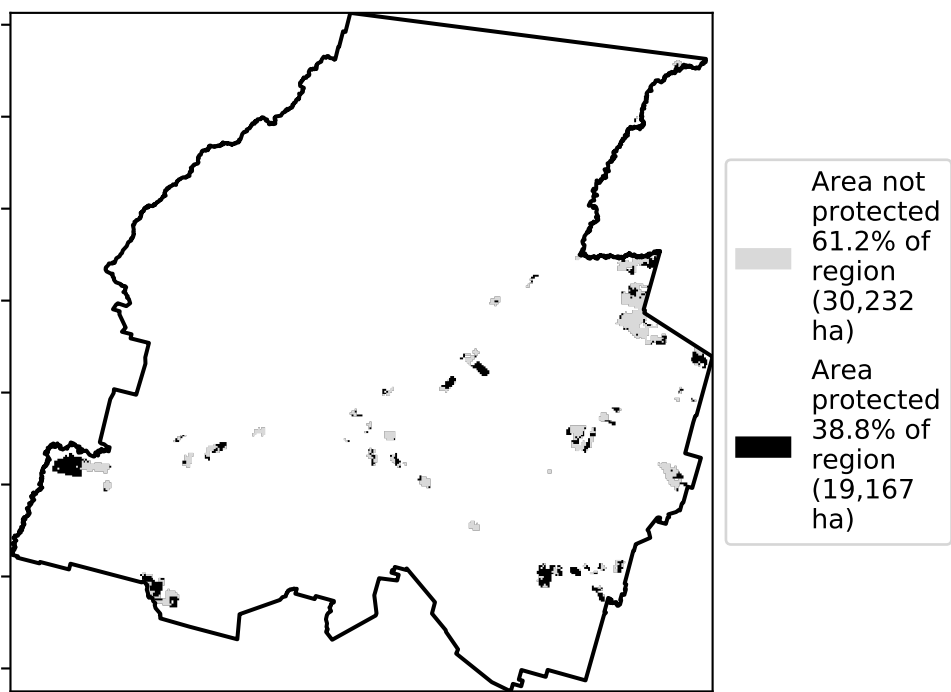 Area not
protected
61.2% of
region
(30,232
ha)
Area
protected
38.8% of
region
(19,167
ha)